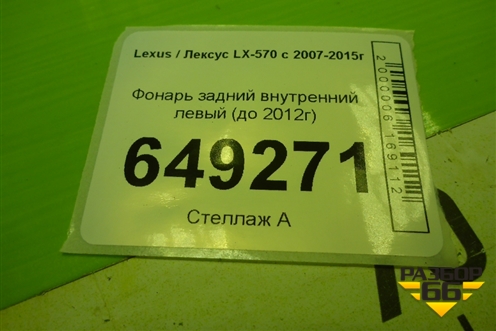 Lexus / Лексус LX-570 с 2007-2015г
Фонарь задний внутренний
левый (до 2012г)
649271
Стеллаж А
2000006169112
РАЗБОР
66